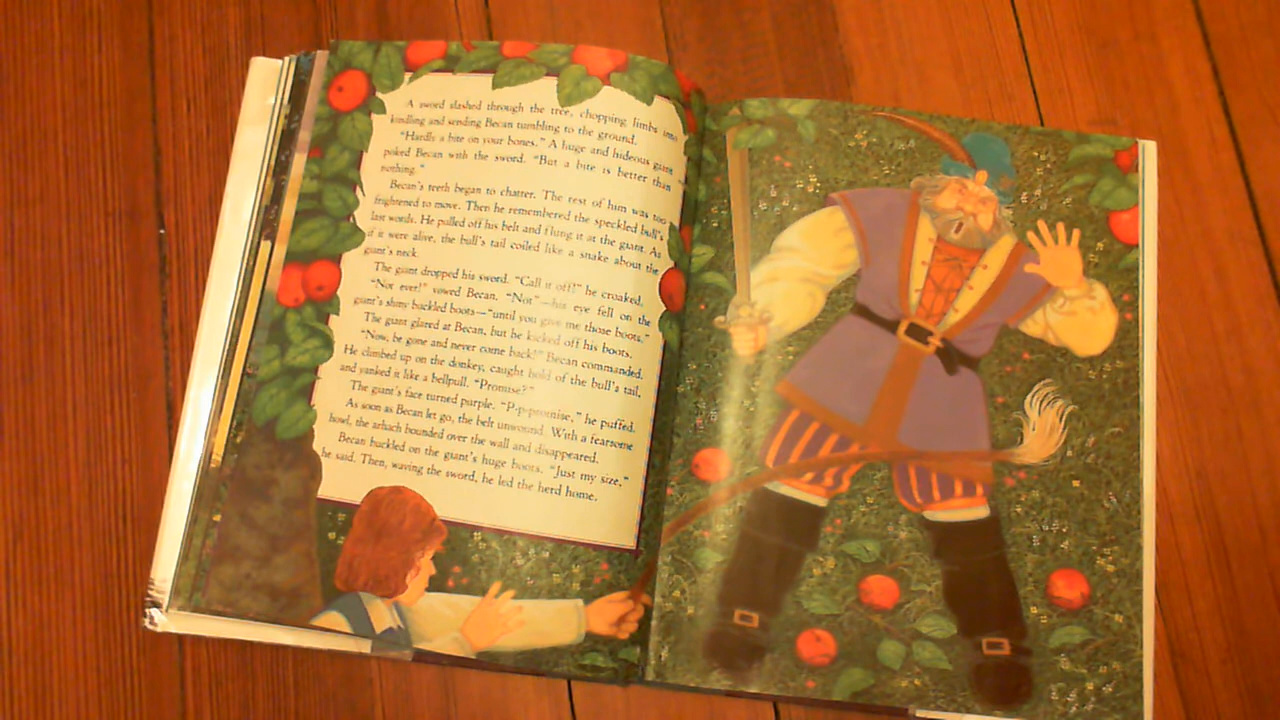 A sword slashed through the tree, chopping limbs into
kindling and sending Becan tumbling to the ground.
"Hardly a bite on your bones." A huge and hideous giant
poked Becan with the sword. "But a bite is better than
nothing."
Becan's teeth began to chatter. The rest of him was too
frightened to move. Then he remembered the speckled bull's
last words. He pulled off his belt and flung it at the giant. As
if it were alive, the bull's tail coiled like a snake about the
giant's neck.
The giant dropped his sword. "Call it off!" he croaked.
"Not ever!" vowed Becan. "Not"—his eye fell on the
giant's shiny buckled boots—"until you give me those boots."
The giant glared at Becan, but he kicked off his boots.
"Now, be gone and never come back!" Becan commanded.
He climbed up on the donkey, caught hold of the bull's tail,
and yanked it like a bellpull. "Promise?"
The giant's face turned purple. "P-p-promise," he puffed.
As soon as Becan let go, the belt unwound. With a fearsome
howl, the arhach bounded over the wall and disappeared.
Becan buckled on the giant's huge boots. "Just my size,"
he said. Then, waving the sword, he led the herd home.